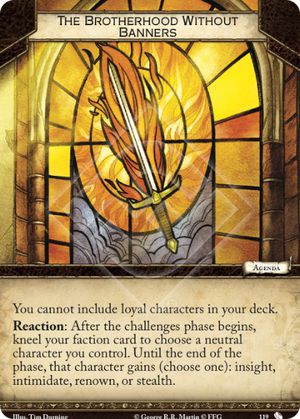 The Brotherhood Without
Banners
Agenda
You cannot include loyal characters in your deck.
Reaction: After the challenges phase begins,
kneel your faction card to choose a neutral
character you control. Until the end of the
phase, that character gains (choose one): insight,
intimidate, renown, or stealth.
Illus. Tim Durning
© George R.R. Martin © FFG
119